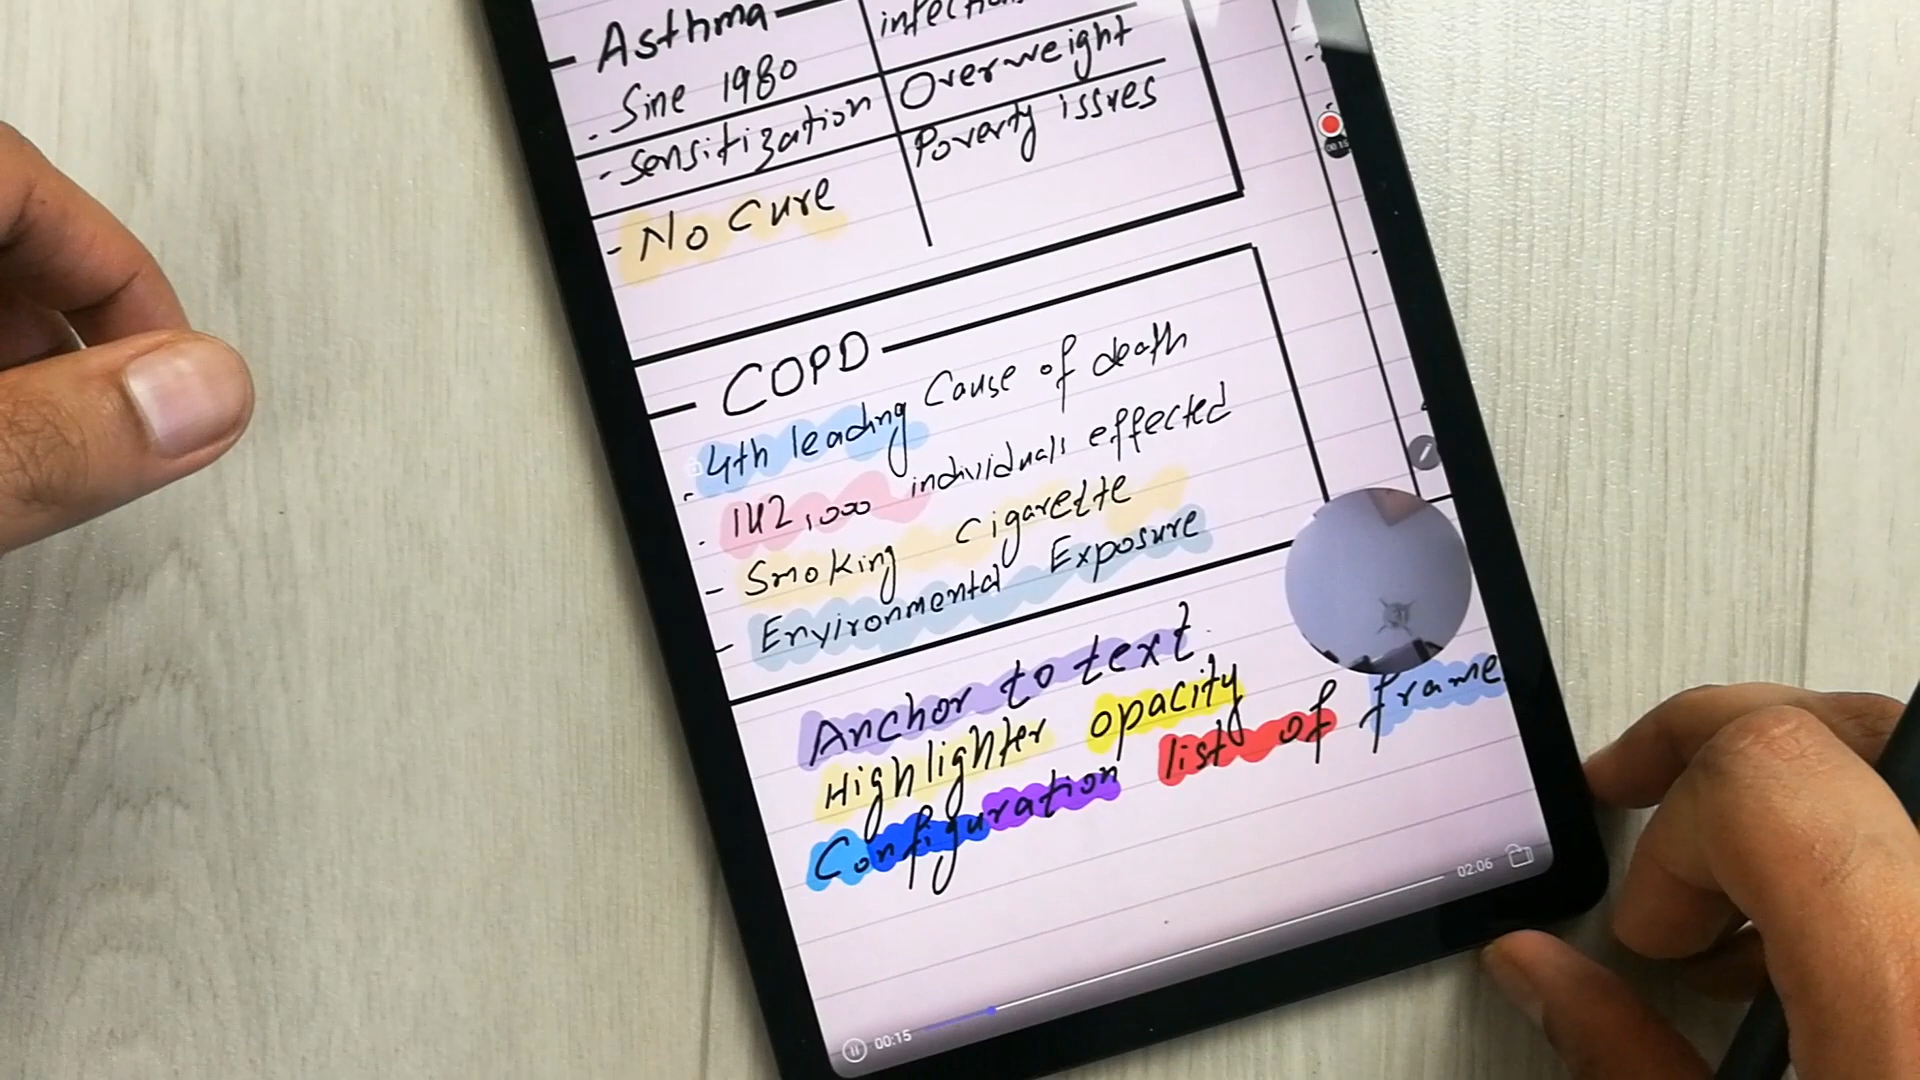 Asthma
. Sine 1980
- sensitization
Overweight
Poverty issues
- No Cure
COPD
. 4th leading Cause of death
. 142,000 individuals effected
- Smoking Cigarette
- Environmental Exposure
Anchor to text
Highlighter opacity
Configuration list of frame
00:15
02:06